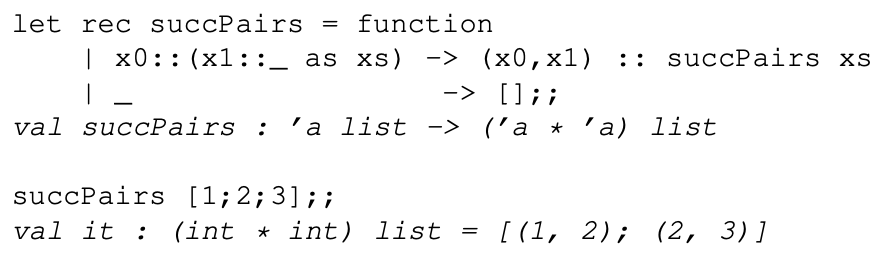 let rec succPairs = function
    | x0::(x1::_ as xs) -> (x0,x1) :: succPairs xs
    | _                 -> [];;
val succPairs : 'a list -> ('a * 'a) list

succPairs [1;2;3];;
val it : (int * int) list = [(1, 2); (2, 3)]